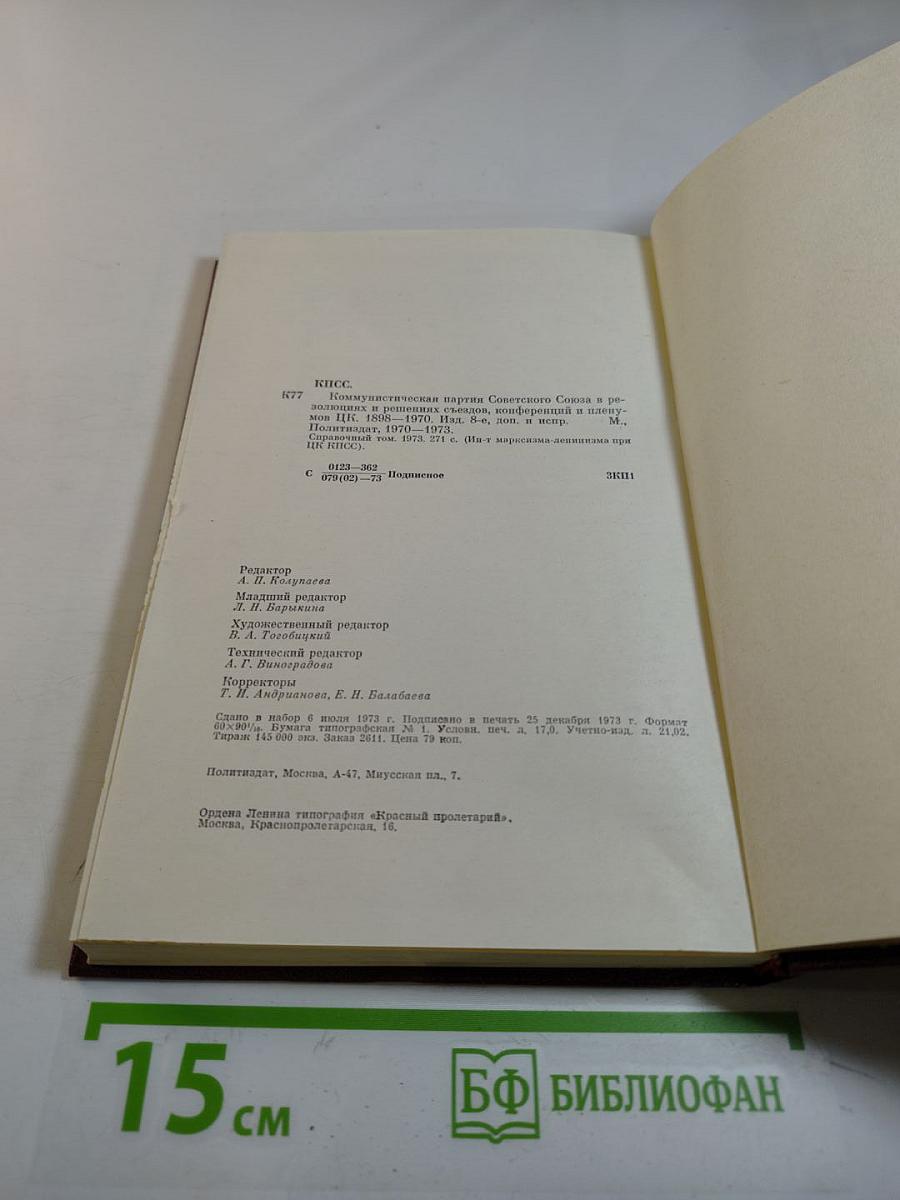 КПСС.
К77 Коммунистическая партия Советского Союза в ре-
золюциях и решениях съездов, конференций и плену-
мов ЦК. 1898—1970. Изд. 8-е, доп. и испр. М.,
Политиздат, 1970—1973.
Справочный том. 1973. 271 с. (Ин-т марксизма-ленинизма при
ЦК КПСС).
0123—362
С 079(02)—73 Подписное 3КП1
Редактор
А. П. Колупаева
Младший редактор
Л. Н. Барыкина
Художественный редактор
В. А. Тогобицкий
Технический редактор
А. Г. Виноградова
Корректоры
Т. И. Андрианова, Е. Н. Балабаева
Сдано в набор 6 июля 1973 г. Подписано в печать 25 декабря 1973 г. Формат
60×90¹/₁₆. Бумага типографская № 1. Условн. печ. л. 17,0. Учетно-изд. л. 21,02.
Тираж 145 000 экз. Заказ 2611. Цена 79 коп.
Политиздат, Москва, А-47, Миусская пл., 7.
Ордена Ленина типография «Красный пролетарий».
Москва, Краснопролетарская, 16.
15 см
БФ БИБЛИОФАН